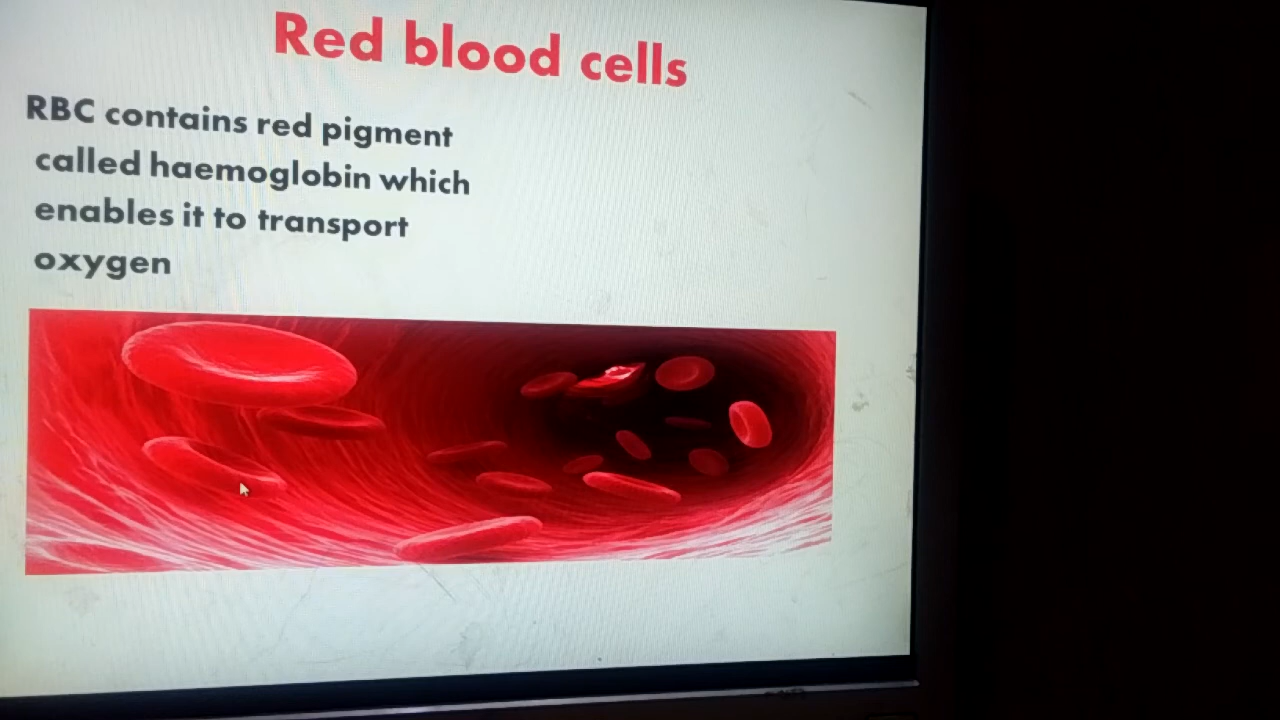 Red blood cells
RBC contains red pigment
called haemoglobin which
enables it to transport
oxygen